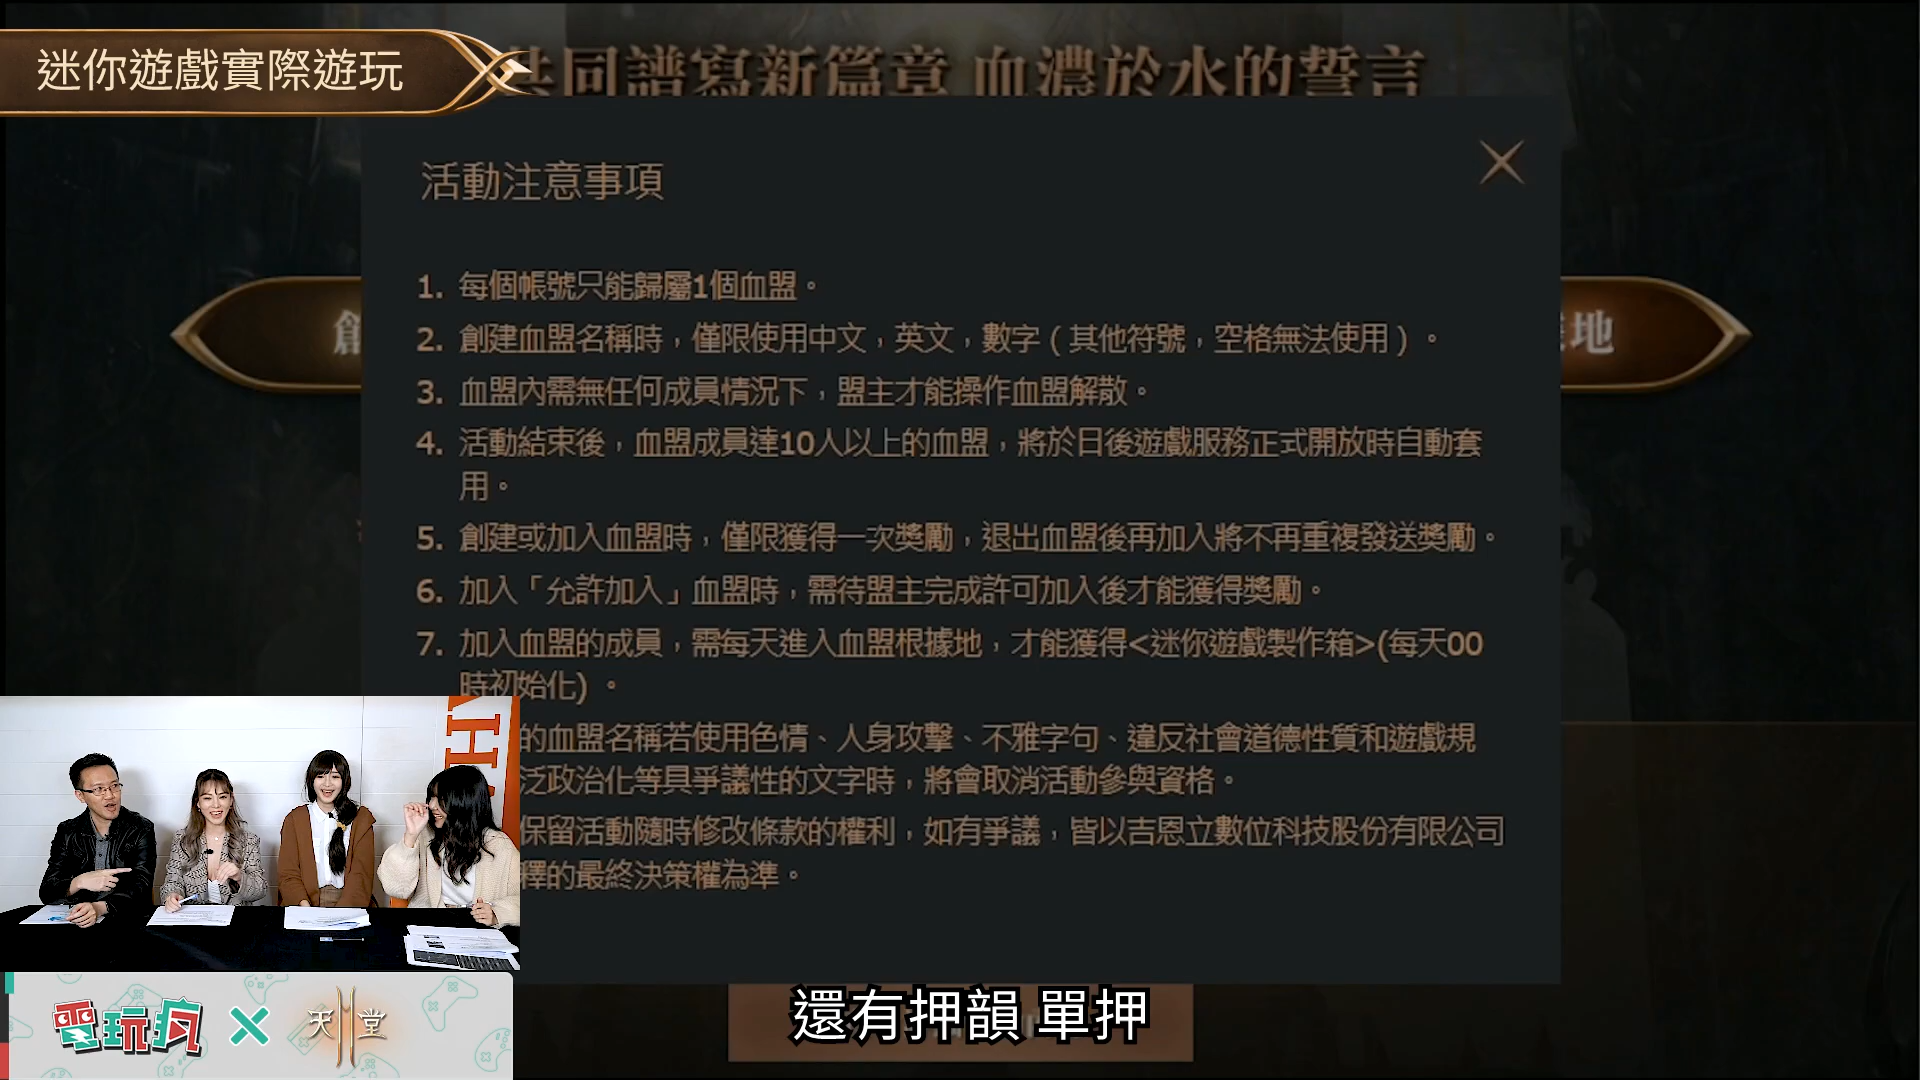 迷你遊戲實際遊玩
共同譜寫新篇章 血濃於水的誓言
活動注意事項
1. 每個帳號只能歸屬1個血盟。
創
地
2. 創建血盟名稱時，僅限使用中文，英文，數字（其他符號，空格無法使用）。
3. 血盟內需無任何成員情況下，盟主才能操作血盟解散。
4. 活動結束後，血盟成員達10人以上的血盟，將於日後遊戲服務正式開放時自動套
用。
5. 創建或加入血盟時，僅限獲得一次獎勵，退出血盟後再加入將不再重複發送獎勵。
6. 加入「允許加入」血盟時，需待盟主完成許可加入後才能獲得獎勵。
7. 加入血盟的成員，需每天進入血盟根據地，才能獲得<迷你遊戲製作箱>(每天00
時初始化) 。
的血盟名稱若使用色情、人身攻擊、不雅字句、違反社會道德性質和遊戲規
泛政治化等具爭議性的文字時，將會取消活動參與資格。
保留活動隨時修改條款的權利，如有爭議，皆以吉恩立數位科技股份有限公司
釋的最終決策權為準。
還有押韻 單押
電玩瘋 X 天堂II